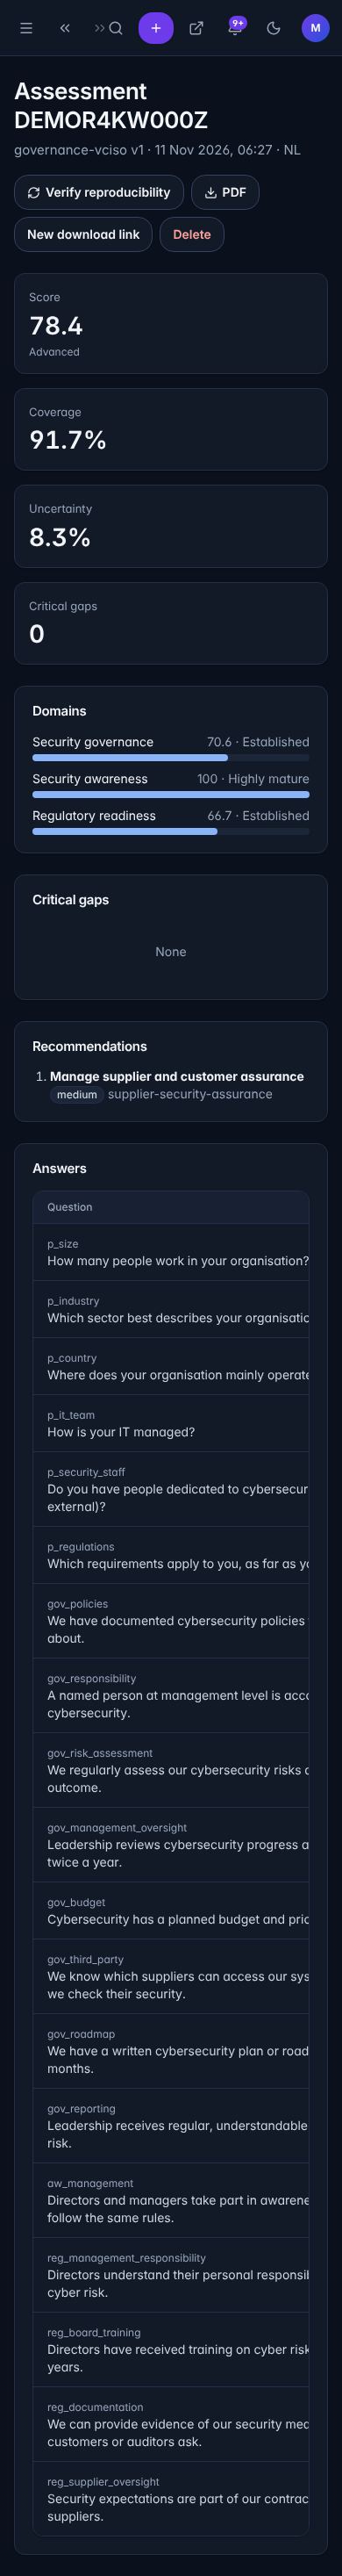 9+
M
Assessment
DEMOR4KW000Z
governance-vciso v1 · 11 Nov 2026, 06:27 · NL
Verify reproducibility
PDF
New download link
Delete
Score
78.4
Advanced
Coverage
91.7%
Uncertainty
8.3%
Critical gaps
0
Domains
Security governance 70.6 · Established
Security awareness 100 · Highly mature
Regulatory readiness 66.7 · Established
Critical gaps
None
Recommendations
1. Manage supplier and customer assurance
medium supplier-security-assurance
Answers
Question
p_size
How many people work in your organisation?
p_industry
Which sector best describes your organisatio
p_country
Where does your organisation mainly operate
p_it_team
How is your IT managed?
p_security_staff
Do you have people dedicated to cybersecur
external)?
p_regulations
Which requirements apply to you, as far as yo
gov_policies
We have documented cybersecurity policies
about.
gov_responsibility
A named person at management level is acco
cybersecurity.
gov_risk_assessment
We regularly assess our cybersecurity risks
outcome.
gov_management_oversight
Leadership reviews cybersecurity progress a
twice a year.
gov_budget
Cybersecurity has a planned budget and prio
gov_third_party
We know which suppliers can access our sys
we check their security.
gov_roadmap
We have a written cybersecurity plan or road
months.
gov_reporting
Leadership receives regular, understandable
risk.
aw_management
Directors and managers take part in awarene
follow the same rules.
reg_management_responsibility
Directors understand their personal responsib
cyber risk.
reg_board_training
Directors have received training on cyber risk
years.
reg_documentation
We can provide evidence of our security mea
customers or auditors ask.
reg_supplier_oversight
Security expectations are part of our contrac
suppliers.